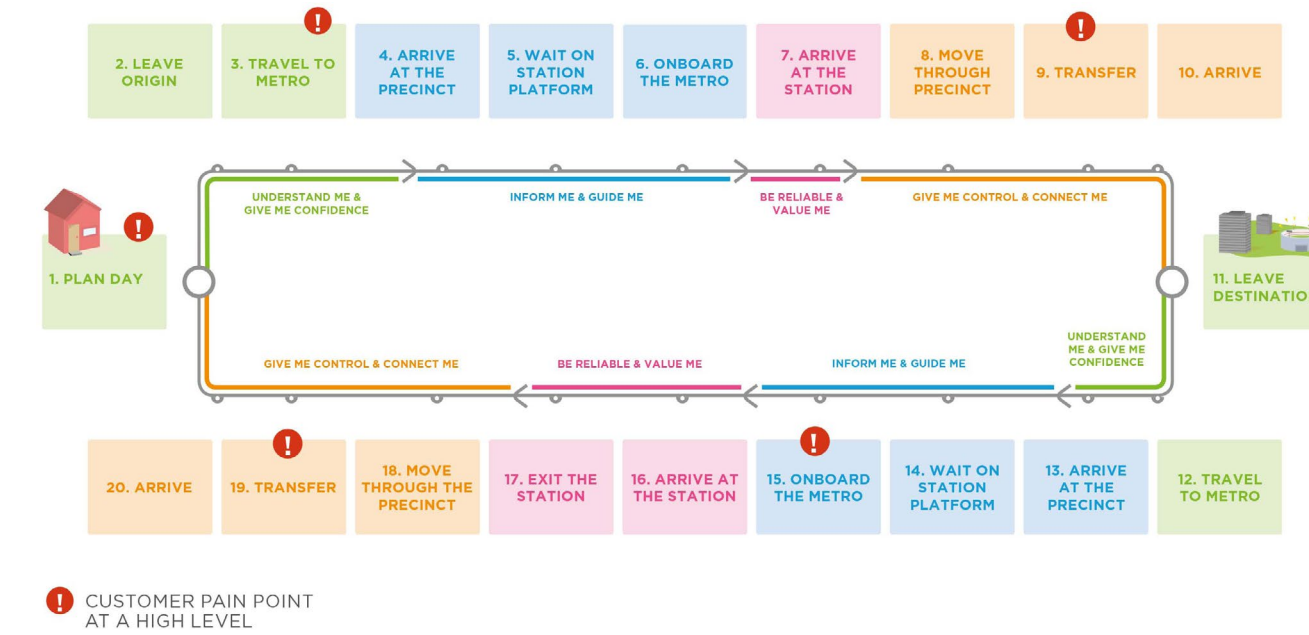 2. LEAVE
ORIGIN
3. TRAVEL TO
METRO
4. ARRIVE
AT THE
PRECINCT
5. WAIT ON
STATION
PLATFORM
6. ONBOARD
THE METRO
7. ARRIVE
AT THE
STATION
8. MOVE
THROUGH
PRECINCT
9. TRANSFER
10. ARRIVE
UNDERSTAND ME &
GIVE ME CONFIDENCE
INFORM ME & GUIDE ME
BE RELIABLE &
VALUE ME
GIVE ME CONTROL & CONNECT ME
1. PLAN DAY
11. LEAVE
DESTINATIO
GIVE ME CONTROL & CONNECT ME
BE RELIABLE & VALUE ME
INFORM ME & GUIDE ME
UNDERSTAND
ME & GIVE ME
CONFIDENCE
20. ARRIVE
19. TRANSFER
18. MOVE
THROUGH THE
PRECINCT
17. EXIT THE
STATION
16. ARRIVE AT
THE STATION
15. ONBOARD
THE METRO
14. WAIT ON
STATION
PLATFORM
13. ARRIVE
AT THE
PRECINCT
12. TRAVEL
TO METRO
CUSTOMER PAIN POINT
AT A HIGH LEVEL